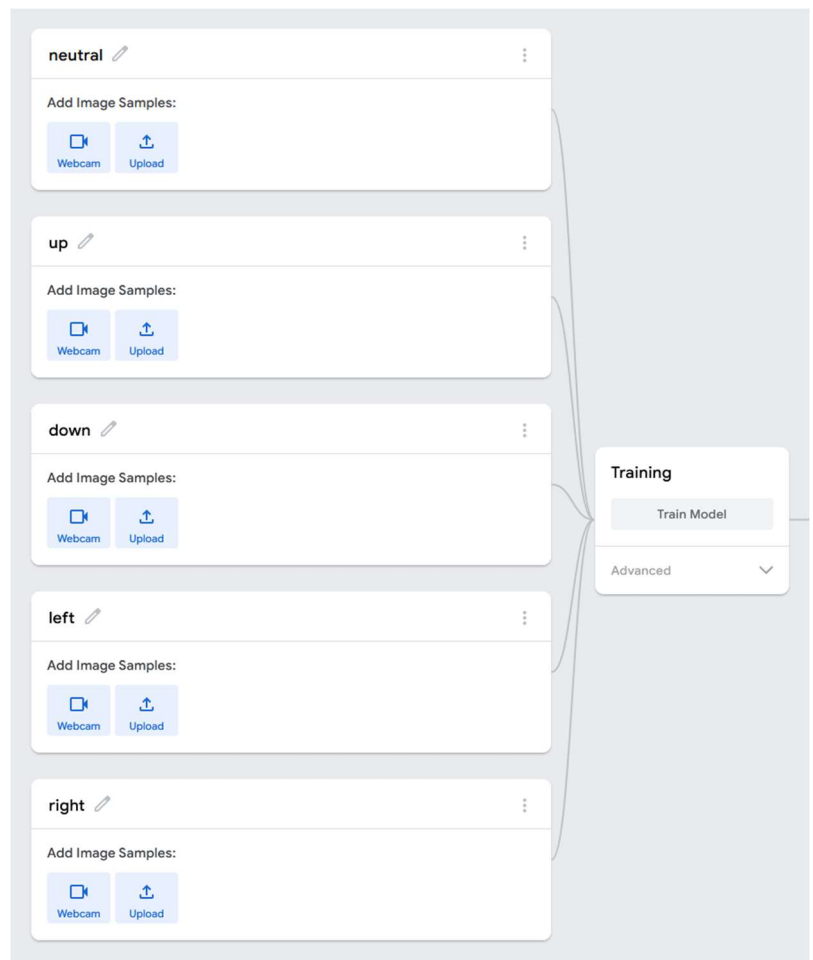 neutral
Add Image Samples:
Webcam Upload
up
Add Image Samples:
Webcam Upload
down
Add Image Samples:
Webcam Upload
Training
Train Model
Advanced
left
Add Image Samples:
Webcam Upload
right
Add Image Samples:
Webcam Upload